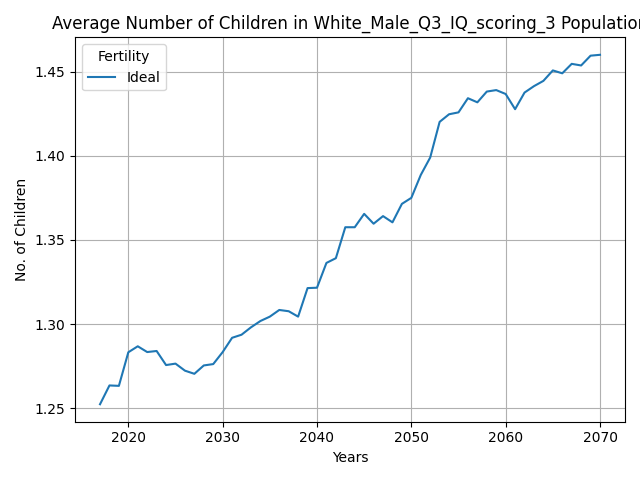 Average Number of Children in White_Male_Q3_IQ_scoring_3 Population
Fertility
Ideal
No. of Children
1.45
1.40
1.35
1.30
1.25
2020 2030 2040 2050 2060 2070
Years